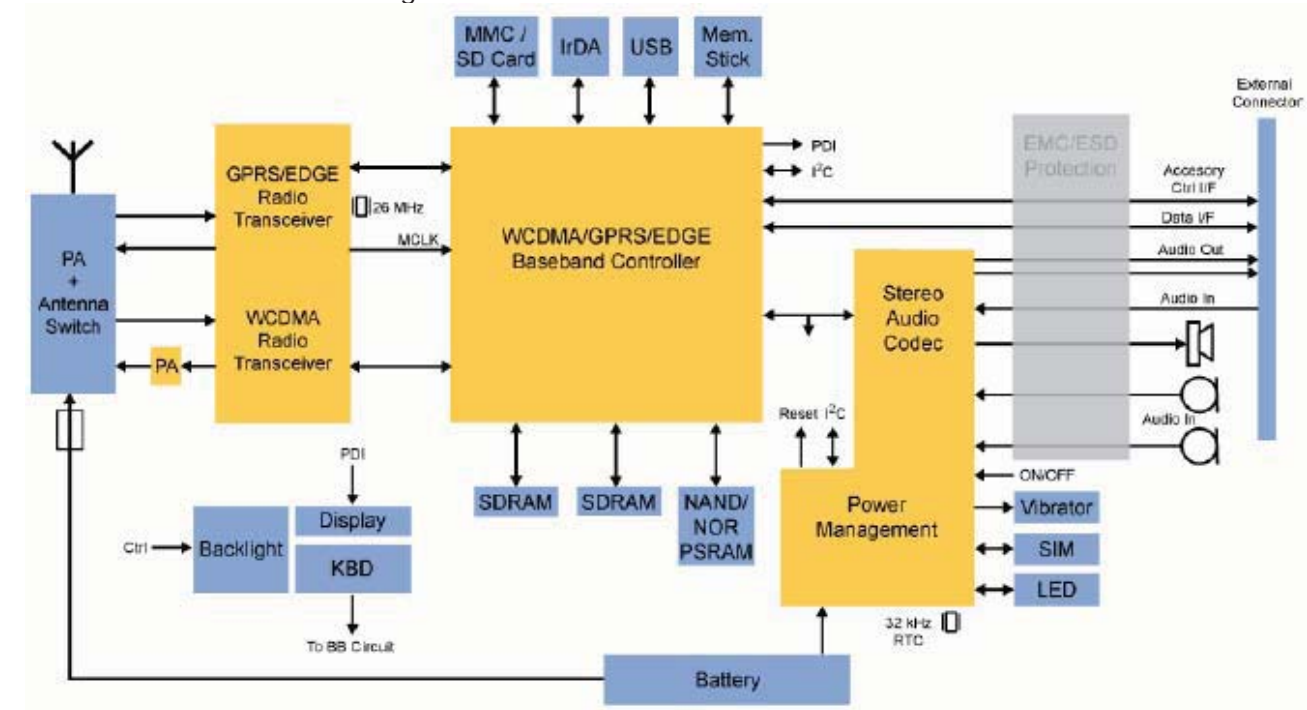 MMC /
SD Card
IrDA
USB
Mem.
Stick
External
Connector
GPRS/EDGE
Radio
Transceiver
26 MHz
MCLK
WCDMA
Radio
Transceiver
PA
+
Antenna
Switch
PA
WCDMA/GPRS/EDGE
Baseband Controller
PDI
I²C
EMC/ESD
Protection
Accesory
Ctrl I/F
Data I/F
Audio Out
Audio In
Stereo
Audio
Codec
Audio In
Reset
I²C
ON/OFF
Power
Management
Vibrator
SIM
LED
SDRAM
SDRAM
NAND/
NOR
PSRAM
PDI
Display
Ctrl
Backlight
KBD
To BB Circuit
32 kHz
RTC
Battery